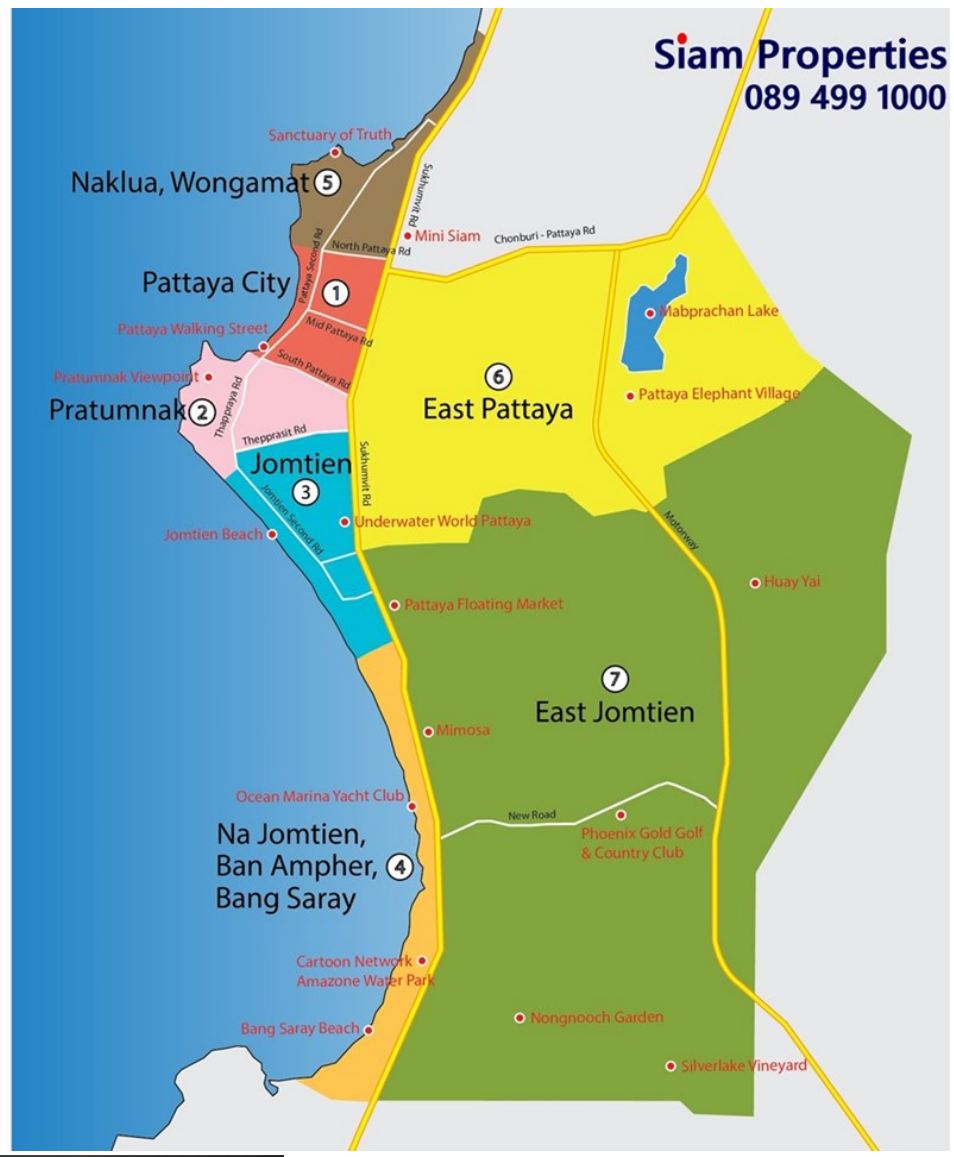 Siam Properties
089 499 1000
Sanctuary of Truth
Naklua, Wongamat 5
Sukhumvit Rd
Mini Siam
Chonburi - Pattaya Rd
North Pattaya Rd
Pattaya Second Rd
Pattaya City
1
Mabprachan Lake
Mid Pattaya Rd
Pattaya Walking Street
South Pattaya Rd
Pratumnak Viewpoint
6
East Pattaya
Pattaya Elephant Village
Pratumnak 2
Thappraya Rd
Thepprasit Rd
Jomtien
3
Sukhumvit Rd
Jomtien Second Rd
Underwater World Pattaya
Jomtien Beach
Motorway
Huay Yai
Pattaya Floating Market
7
East Jomtien
Mimosa
Ocean Marina Yacht Club
New Road
Phoenix Gold Golf
& Country Club
Na Jomtien,
Ban Ampher, 4
Bang Saray
Cartoon Network
Amazone Water Park
Nongnooch Garden
Bang Saray Beach
Silverlake Vineyard